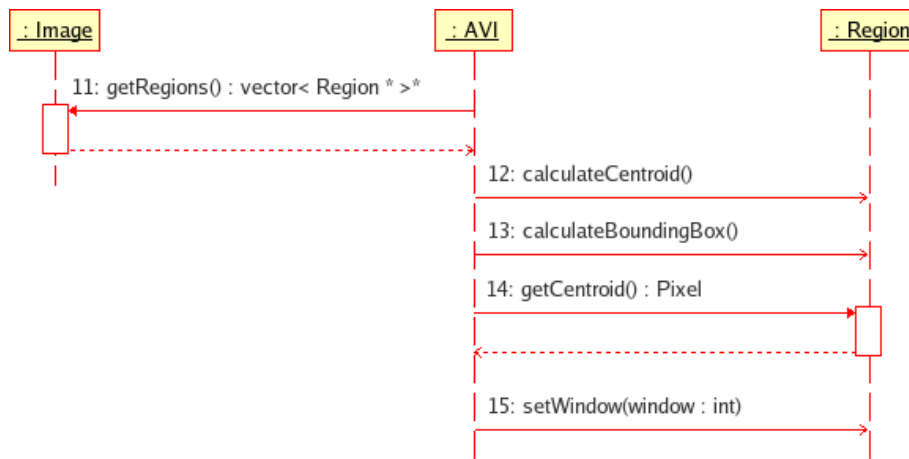 : Image
: AVI
: Region
11: getRegions() : vector< Region * >*
12: calculateCentroid()
13: calculateBoundingBox()
14: getCentroid() : Pixel
15: setWindow(window : int)